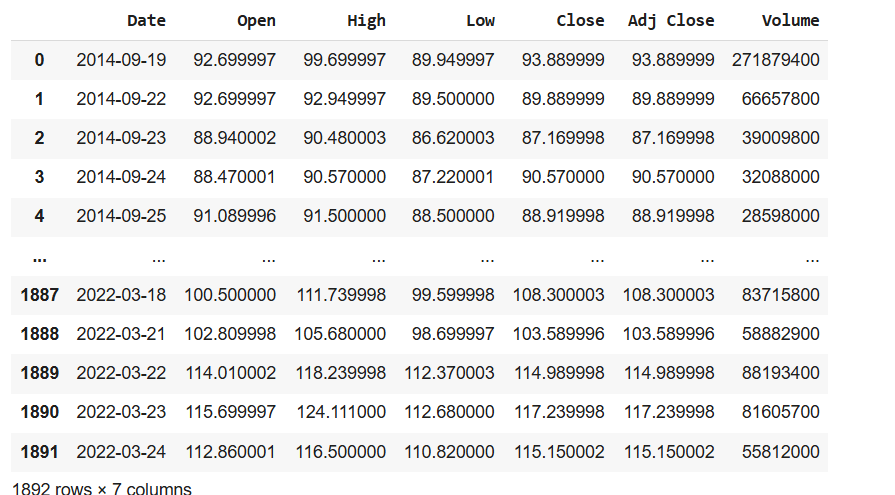 Date Open High Low Close Adj Close Volume
0 2014-09-19 92.699997 99.699997 89.949997 93.889999 93.889999 271879400
1 2014-09-22 92.699997 92.949997 89.500000 89.889999 89.889999 66657800
2 2014-09-23 88.940002 90.480003 86.620003 87.169998 87.169998 39009800
3 2014-09-24 88.470001 90.570000 87.220001 90.570000 90.570000 32088000
4 2014-09-25 91.089996 91.500000 88.500000 88.919998 88.919998 28598000
... ... ... ... ... ... ... ...
1887 2022-03-18 100.500000 111.739998 99.599998 108.300003 108.300003 83715800
1888 2022-03-21 102.809998 105.680000 98.699997 103.589996 103.589996 58882900
1889 2022-03-22 114.010002 118.239998 112.370003 114.989998 114.989998 88193400
1890 2022-03-23 115.699997 124.111000 112.680000 117.239998 117.239998 81605700
1891 2022-03-24 112.860001 116.500000 110.820000 115.150002 115.150002 55812000
1892 rows × 7 columns